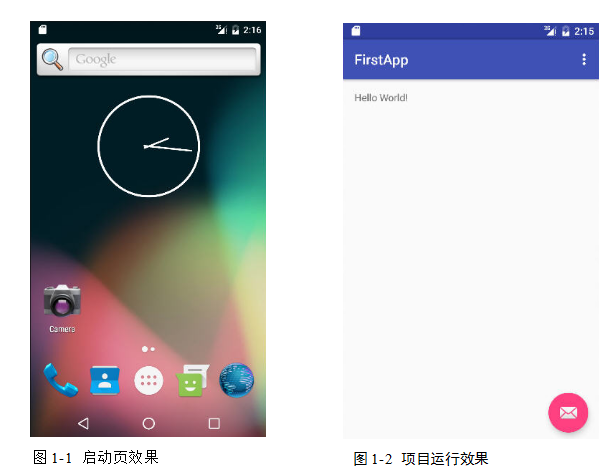 2:16
Google
Camera
图 1-1 启动页效果
2:15
FirstApp
Hello World!
图 1-2 项目运行效果